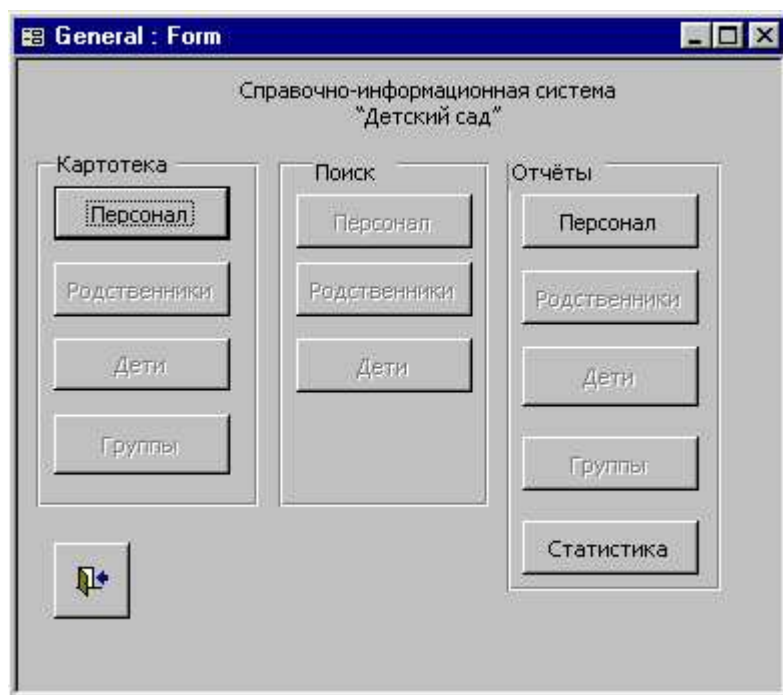 General : Form
Справочно-информационная система
"Детский сад"
Картотека
Персонал
Родственники
Дети
Группы
Поиск
Персонал
Родственники
Дети
Отчёты
Персонал
Родственники
Дети
Группы
Статистика